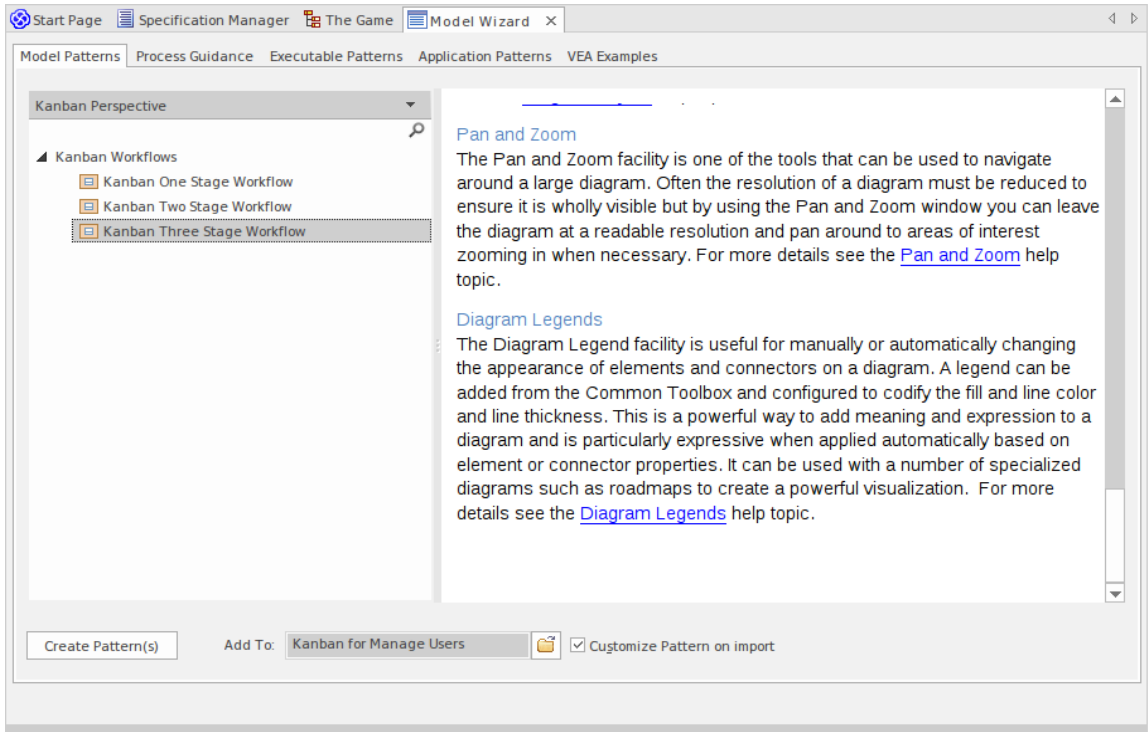 Start Page Specification Manager The Game Model Wizard
Model Patterns Process Guidance Executable Patterns Application Patterns VEA Examples
Kanban Perspective
Kanban Workflows
Kanban One Stage Workflow
Kanban Two Stage Workflow
Kanban Three Stage Workflow
Pan and Zoom
The Pan and Zoom facility is one of the tools that can be used to navigate
around a large diagram. Often the resolution of a diagram must be reduced to
ensure it is wholly visible but by using the Pan and Zoom window you can leave
the diagram at a readable resolution and pan around to areas of interest
zooming in when necessary. For more details see the Pan and Zoom help
topic.
Diagram Legends
The Diagram Legend facility is useful for manually or automatically changing
the appearance of elements and connectors on a diagram. A legend can be
added from the Common Toolbox and configured to codify the fill and line color
and line thickness. This is a powerful way to add meaning and expression to a
diagram and is particularly expressive when applied automatically based on
element or connector properties. It can be used with a number of specialized
diagrams such as roadmaps to create a powerful visualization. For more
details see the Diagram Legends help topic.
Create Pattern(s) Add To: Kanban for Manage Users Customize Pattern on import